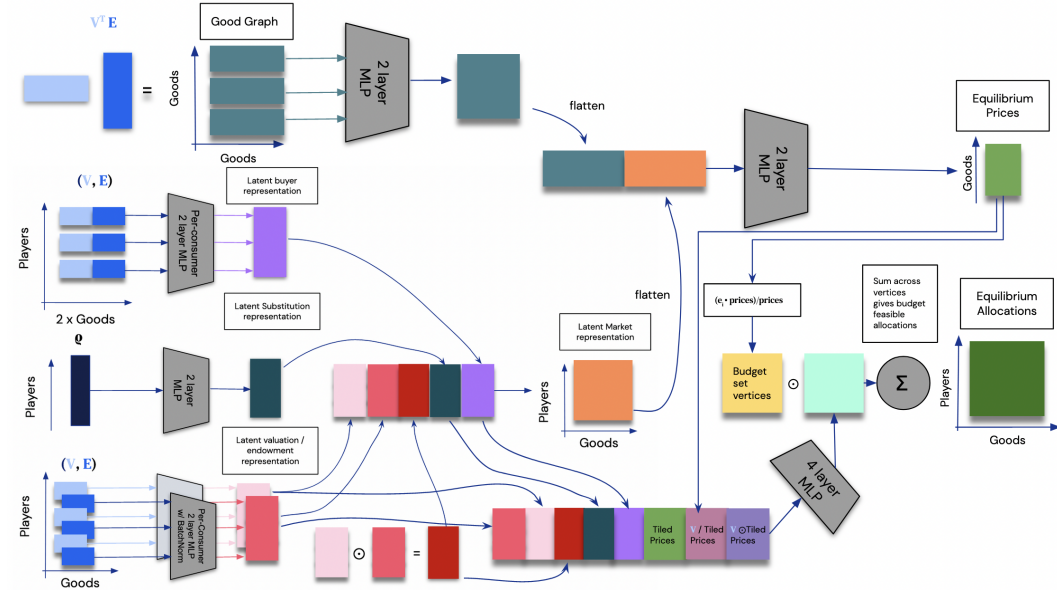 Vᵀ E
=
Good Graph
Goods
Goods
2 layer
MLP
flatten
2 layer
MLP
Equilibrium
Prices
Goods
(V, E)
Players
2 x Goods
Per-consumer
2 layer MLP
Latent buyer
representation
Latent Substitution
representation
ϱ
Players
2 layer
MLP
Latent valuation /
endowment
representation
(V, E)
Players
Goods
Per-Consumer
2 layer MLP
w/ BatchNorm
⊙
=
Latent Market
representation
Players
Goods
flatten
(eᵢ • prices)/prices
Budget
set
vertices
⊙
Σ
Sum across
vertices
gives budget
feasible
allocations
Equilibrium
Allocations
Players
Goods
4 layer
MLP
Tiled
Prices
V / Tiled
Prices
V ⊙Tiled
Prices